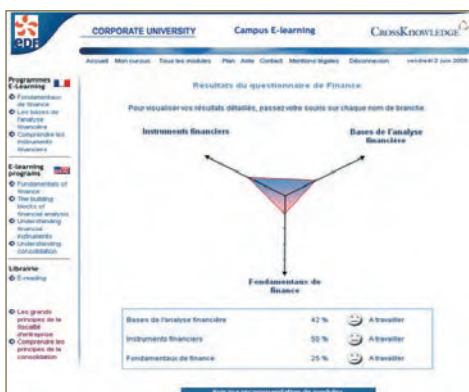 edf
CORPORATE UNIVERSITY
Campus E-learning
CROSSKNOWLEDGE
Accueil Mon cursus Tous les modules Plan Aide Contact Mentions légales Déconnexion vendredi 2 juin 2006
Programmes
E-Learning
Fondamentaux
de finance
Les bases de
l'analyse
financière
Comprendre les
instruments
financiers
E-learning
programs
Fundamentals of
finance
The building
blocks of
financial analysis
Understanding
financial
instruments
Understanding
consolidation
Librairie
E-reading
Les grands
principes de la
fiscalité
d'entreprise
Comprendre les
principes de la
consolidation
Résultats du questionnaire de Finance
Pour visualiser vos résultats détaillés, passez votre souris sur chaque nom de branche.
Instruments financiers
Bases de l'analyse
financière
Fondamentaux de
finance
Bases de l'analyse financière 42 % A travailler
Instruments financiers 50 % A travailler
Fondamentaux de finance 25 % A travailler